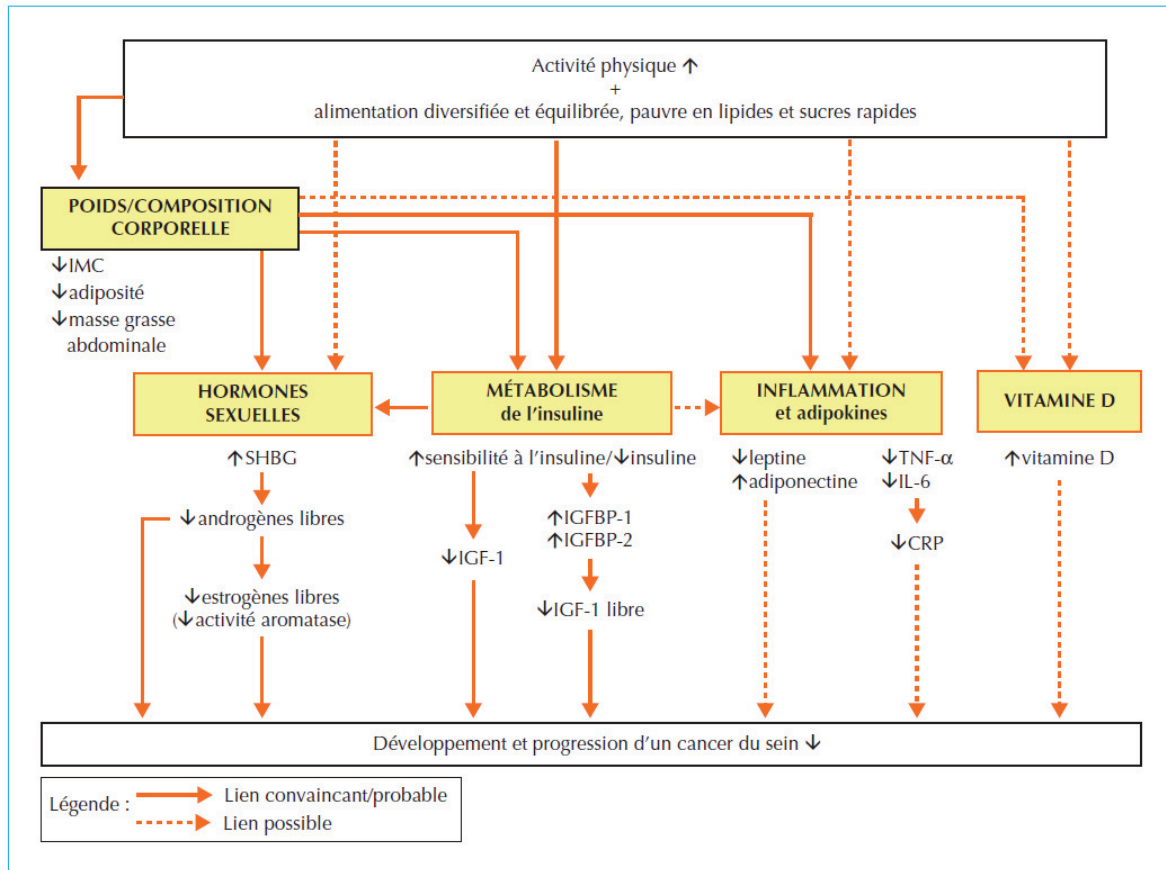 Activité physique ↑
+
alimentation diversifiée et équilibrée, pauvre en lipides et sucres rapides
POIDS/COMPOSITION
CORPORELLE
↓IMC
↓adiposité
↓masse grasse
abdominale
HORMONES
SEXUELLES
MÉTABOLISME
de l’insuline
INFLAMMATION
et adipokines
VITAMINE D
↑SHBG
↓androgènes libres
↓estrogènes libres
(↓activité aromatase)
↑sensibilité à l’insuline/↓insuline
↓IGF-1
↑IGFBP-1
↑IGFBP-2
↓IGF-1 libre
↓leptine
↑adiponectine
↓TNF-α
↓IL-6
↓CRP
↑vitamine D
Développement et progression d’un cancer du sein ↓
Légende :
Lien convaincant/probable
Lien possible